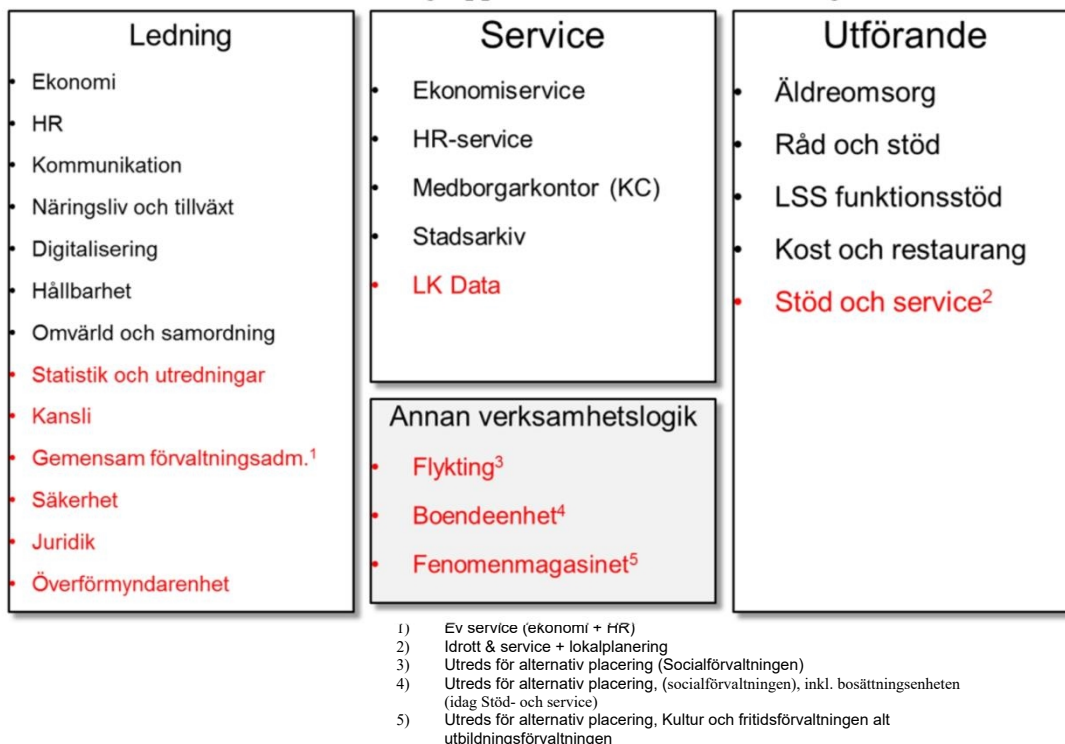 Ledning
• Ekonomi
• HR
• Kommunikation
• Näringsliv och tillväxt
• Digitalisering
• Hållbarhet
• Omvärld och samordning
• Statistik och utredningar
• Kansli
• Gemensam förvaltningsadm.¹
• Säkerhet
• Juridik
• Överförmyndarenhet
Service
• Ekonomiservice
• HR-service
• Medborgarkontor (KC)
• Stadsarkiv
• LK Data
Annan verksamhetslogik
• Flykting³
• Boendeenhet⁴
• Fenomenmagasinet⁵
Utförande
• Äldreomsorg
• Råd och stöd
• LSS funktionsstöd
• Kost och restaurang
• Stöd och service²
1) Ev service (ekonomi + HR)
2) Idrott & service + lokalplanering
3) Utreds för alternativ placering (Socialförvaltningen)
4) Utreds för alternativ placering, (socialförvaltningen), inkl. bosättningsenheten
(idag Stöd- och service)
5) Utreds för alternativ placering, Kultur och fritidsförvaltningen alt
utbildningsförvaltningen